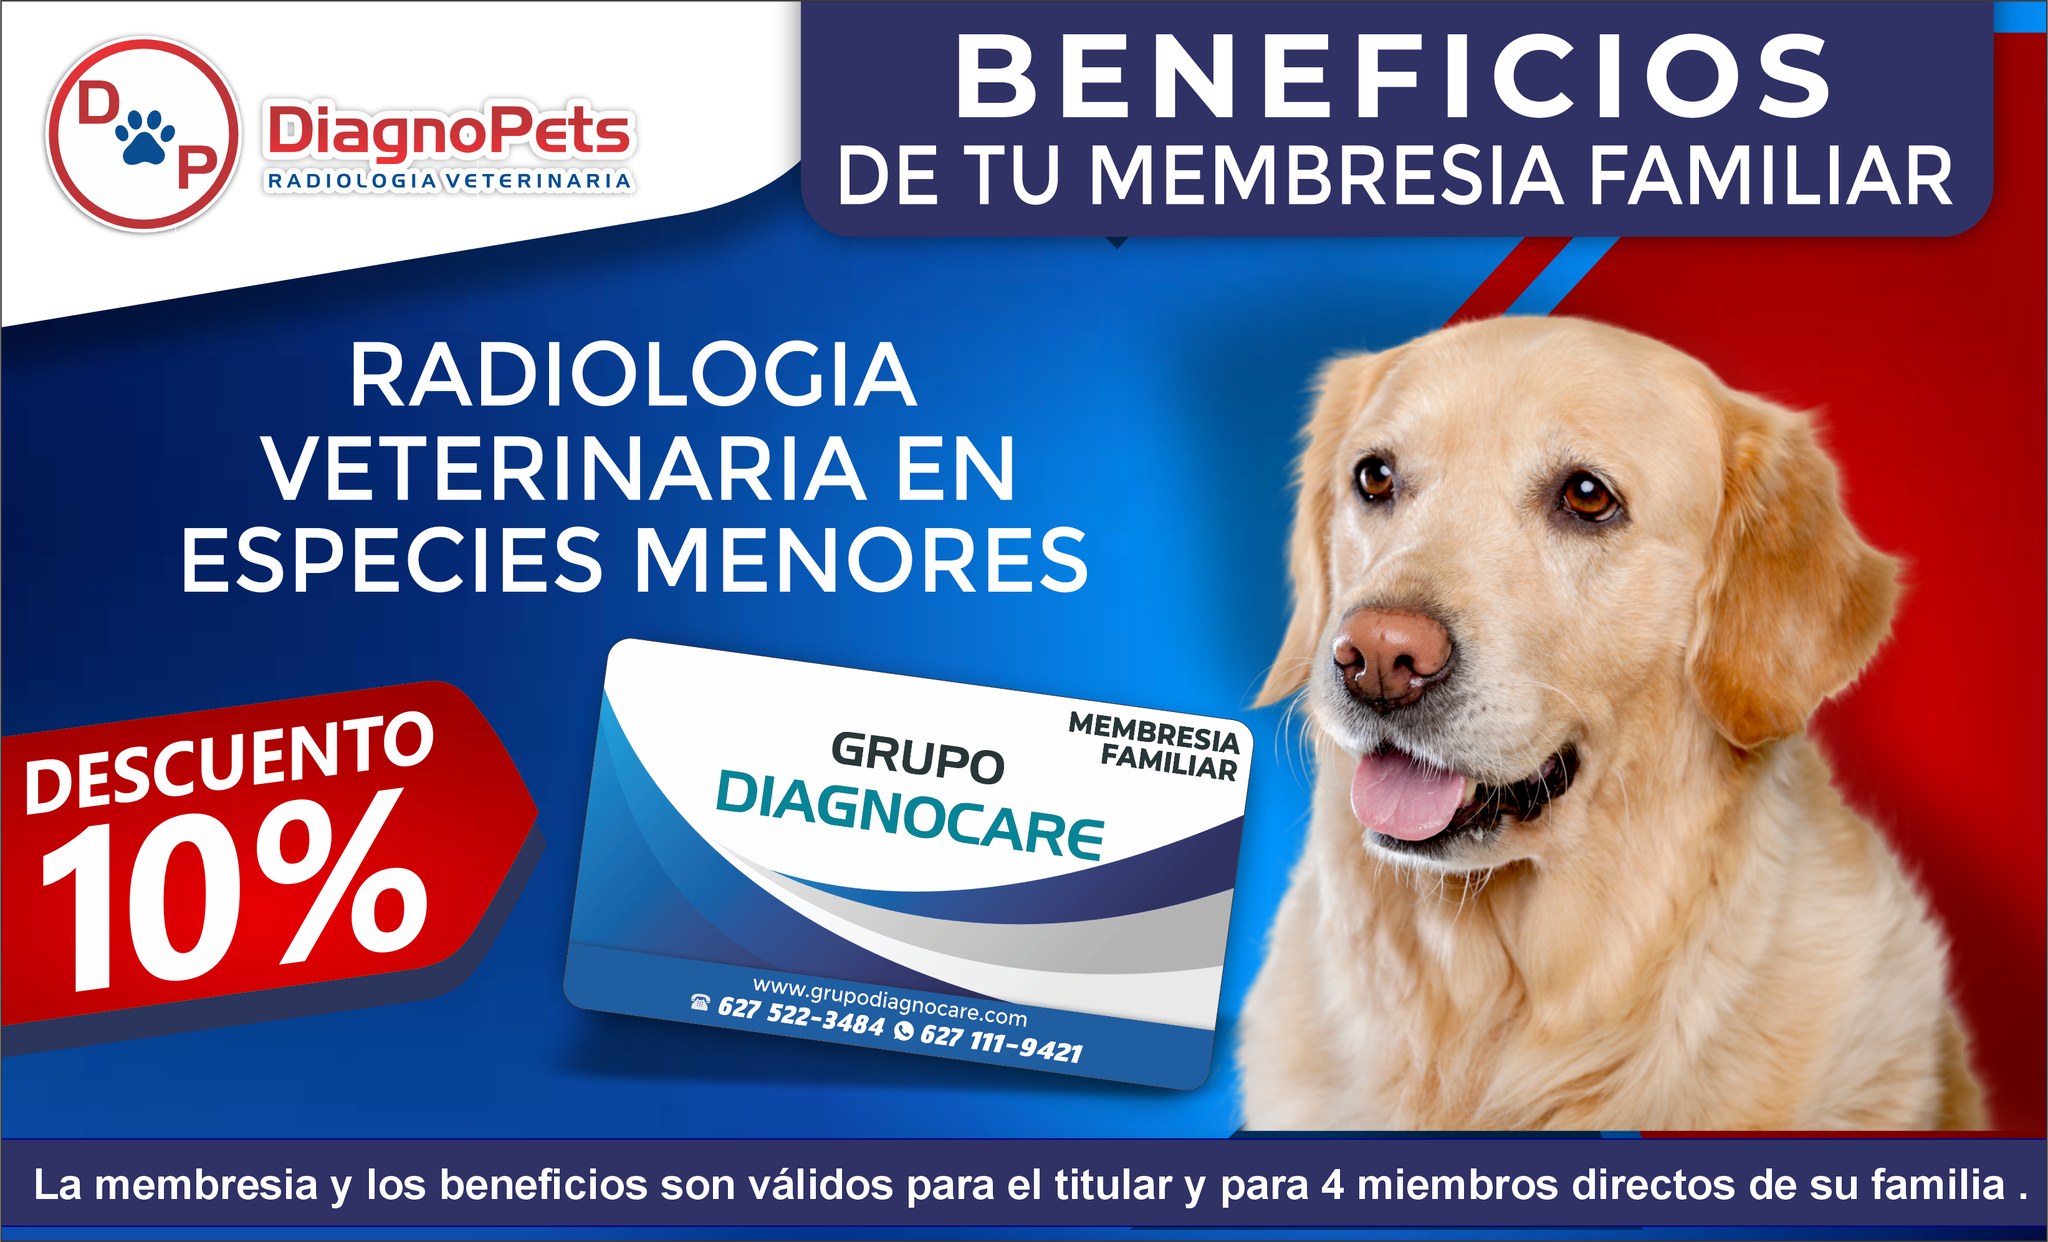 D
P
DiagnoPets
RADIOLOGIA VETERINARIA
BENEFICIOS
DE TU MEMBRESIA FAMILIAR
RADIOLOGIA
VETERINARIA EN
ESPECIES MENORES
DESCUENTO
10%
MEMBRESIA
FAMILIAR
GRUPO
DIAGNOCARE
www.grupodiagnocare.com
627 522-3484 627 111-9421
La membresia y los beneficios son válidos para el titular y para 4 miembros directos de su familia .